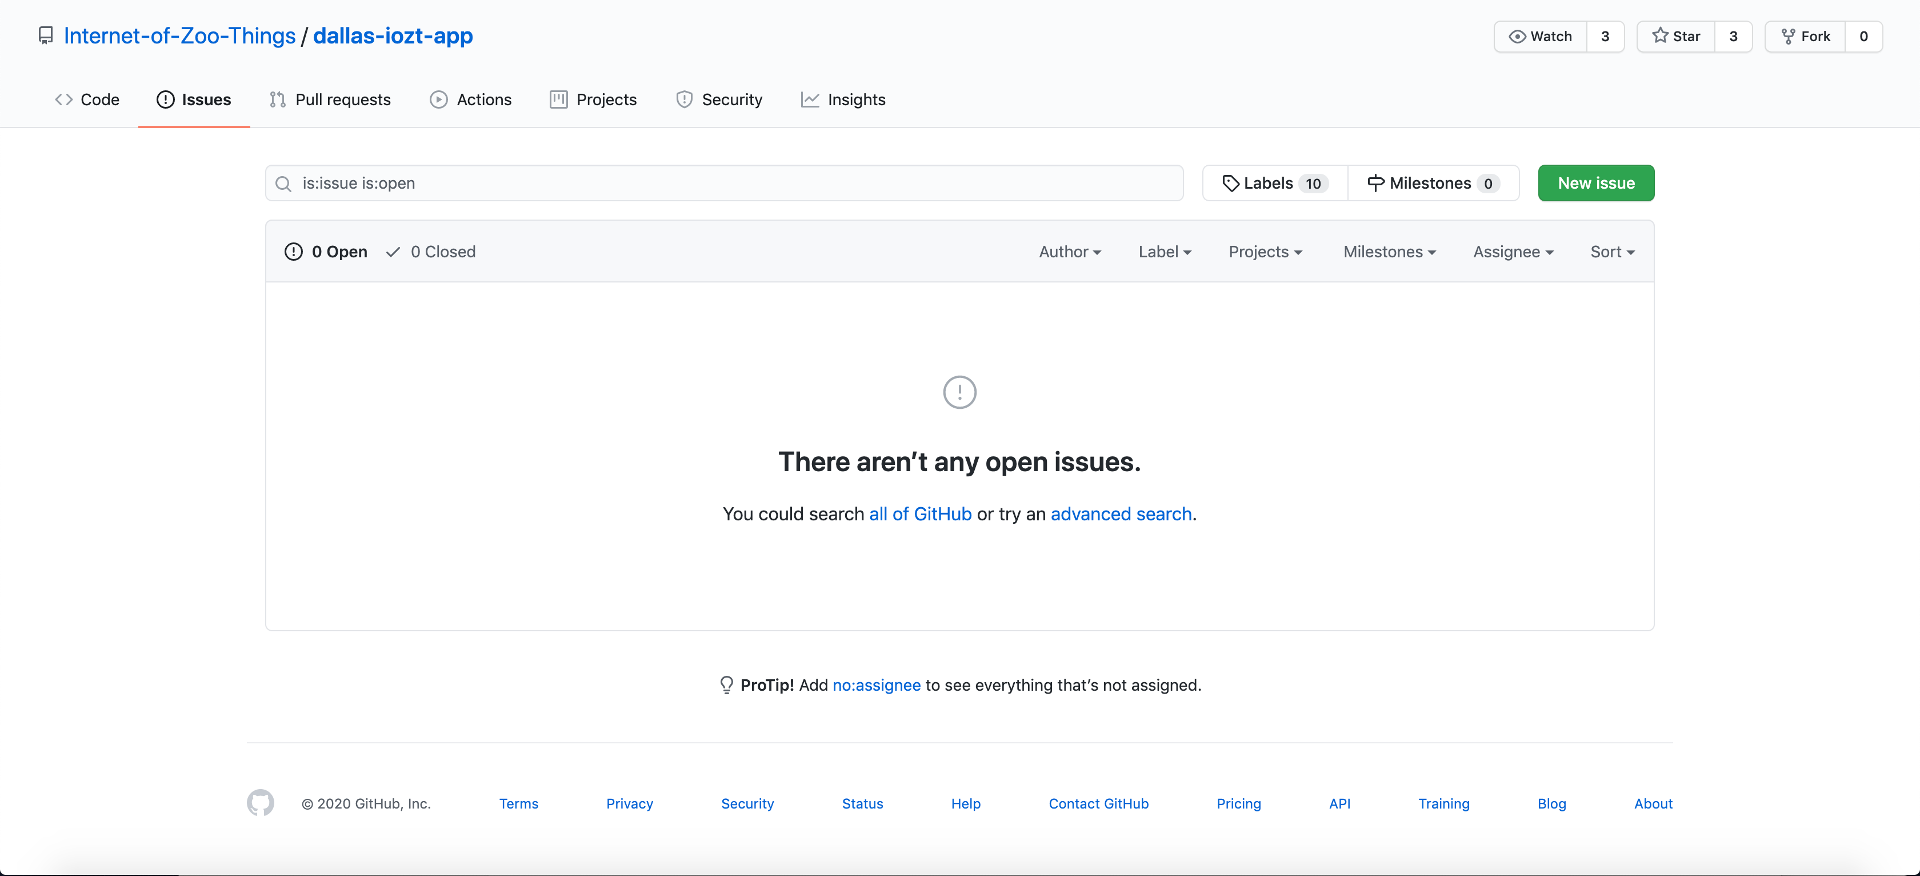 Internet-of-Zoo-Things / dallas-iozt-app
Watch 3 Star 3 Fork 0
Code Issues Pull requests Actions Projects Security Insights
is:issue is:open
Labels 10 Milestones 0 New issue
0 Open 0 Closed Author Label Projects Milestones Assignee Sort
There aren’t any open issues.
You could search all of GitHub or try an advanced search.
ProTip! Add no:assignee to see everything that’s not assigned.
© 2020 GitHub, Inc. Terms Privacy Security Status Help Contact GitHub Pricing API Training Blog About